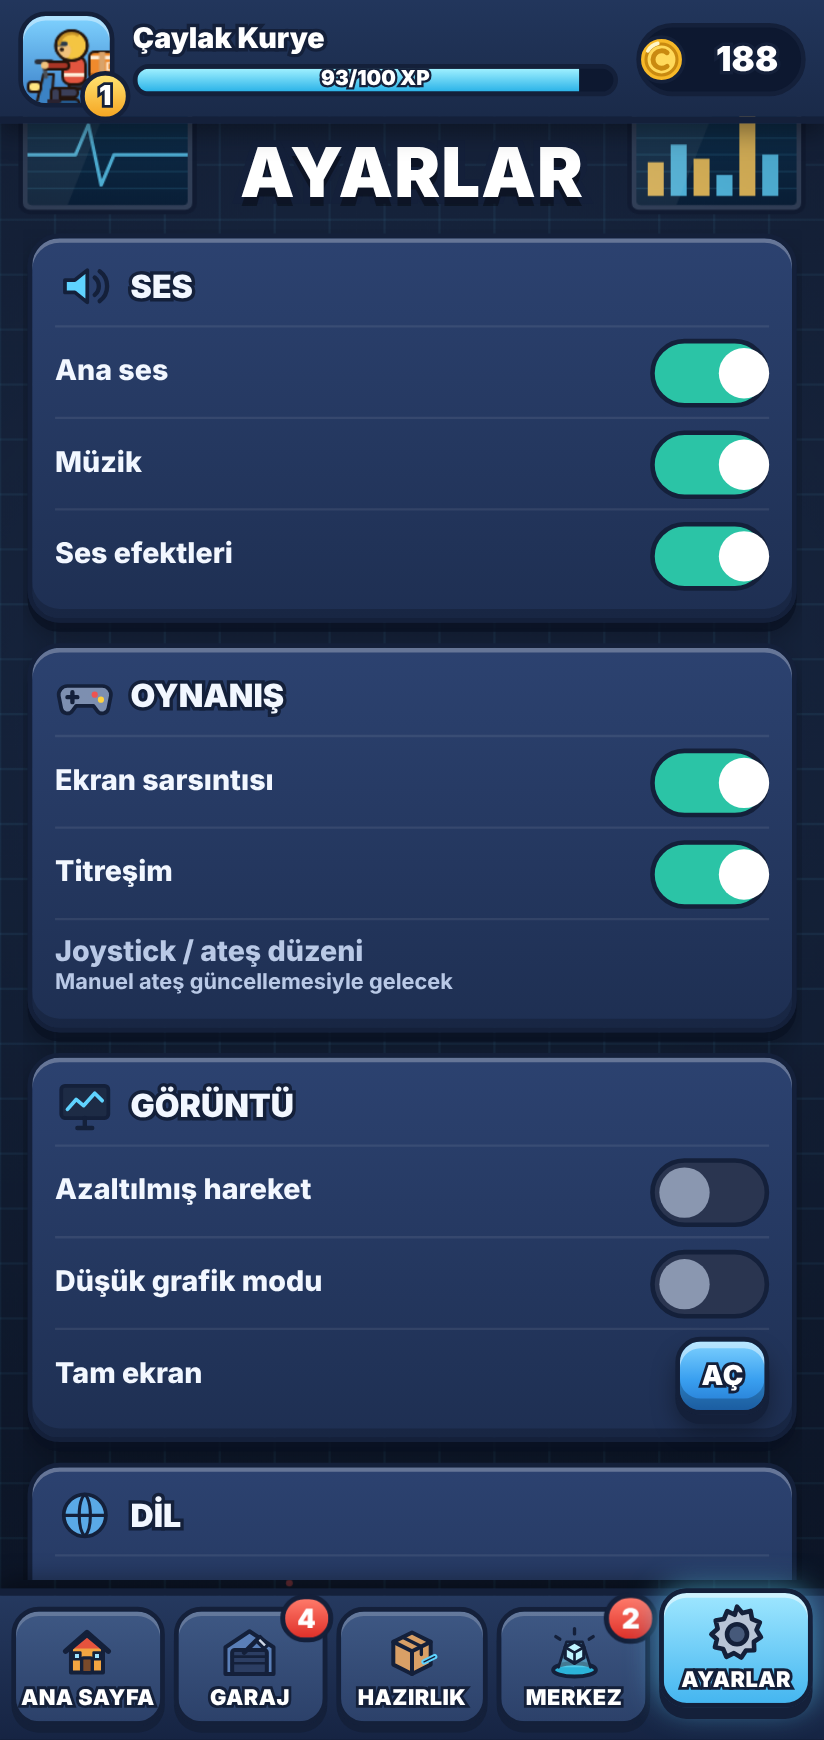 Çaylak Kurye
93/100 XP
188
1
AYARLAR
SES
Ana ses
Müzik
Ses efektleri
OYNANIŞ
Ekran sarsıntısı
Titreşim
Joystick / ateş düzeni
Manuel ateş güncellemesiyle gelecek
GÖRÜNTÜ
Azaltılmış hareket
Düşük grafik modu
Tam ekran
AÇ
DİL
4
2
ANA SAYFA
GARAJ
HAZIRLIK
MERKEZ
AYARLAR